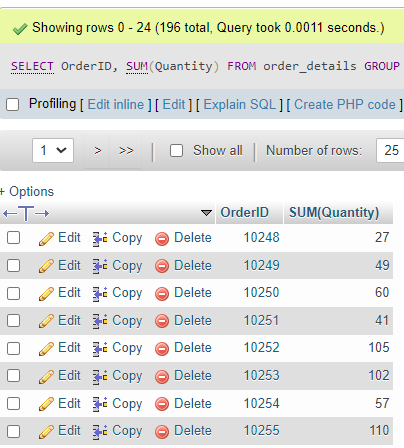 Showing rows 0 - 24 (196 total, Query took 0.0011 seconds.)
SELECT OrderID, SUM(Quantity) FROM order_details GROUP
Profiling [ Edit inline ] [ Edit ] [ Explain SQL ] [ Create PHP code ]
1 > >> Show all Number of rows: 25
+ Options
←T→ OrderID SUM(Quantity)
Edit Copy Delete 10248 27
Edit Copy Delete 10249 49
Edit Copy Delete 10250 60
Edit Copy Delete 10251 41
Edit Copy Delete 10252 105
Edit Copy Delete 10253 102
Edit Copy Delete 10254 57
Edit Copy Delete 10255 110